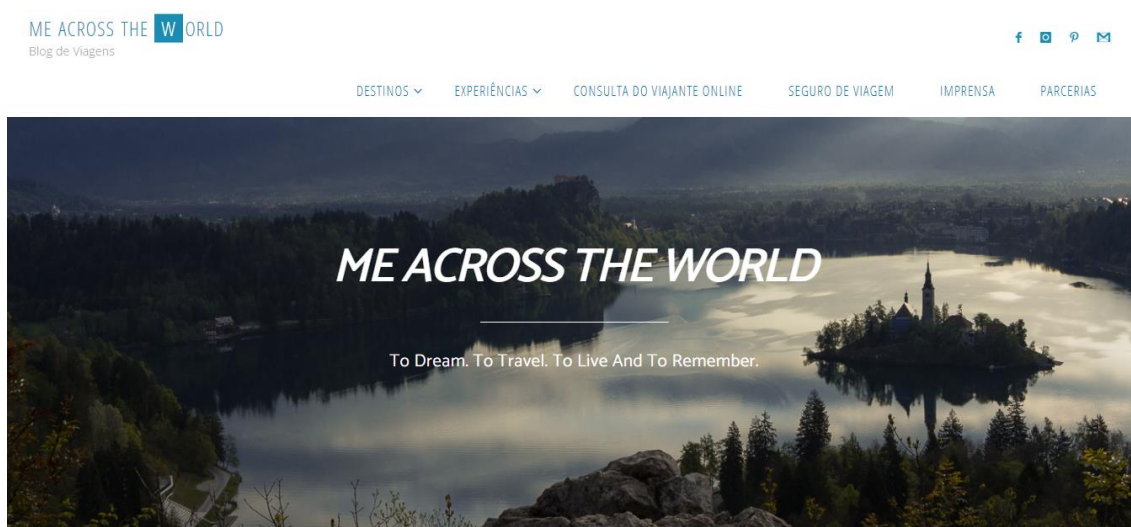 ME ACROSS THE WORLD
Blog de Viagens
DESTINOS EXPERIÊNCIAS CONSULTA DO VIAJANTE ONLINE SEGURO DE VIAGEM IMPRENSA PARCERIAS
ME ACROSS THE WORLD
To Dream. To Travel. To Live And To Remember.